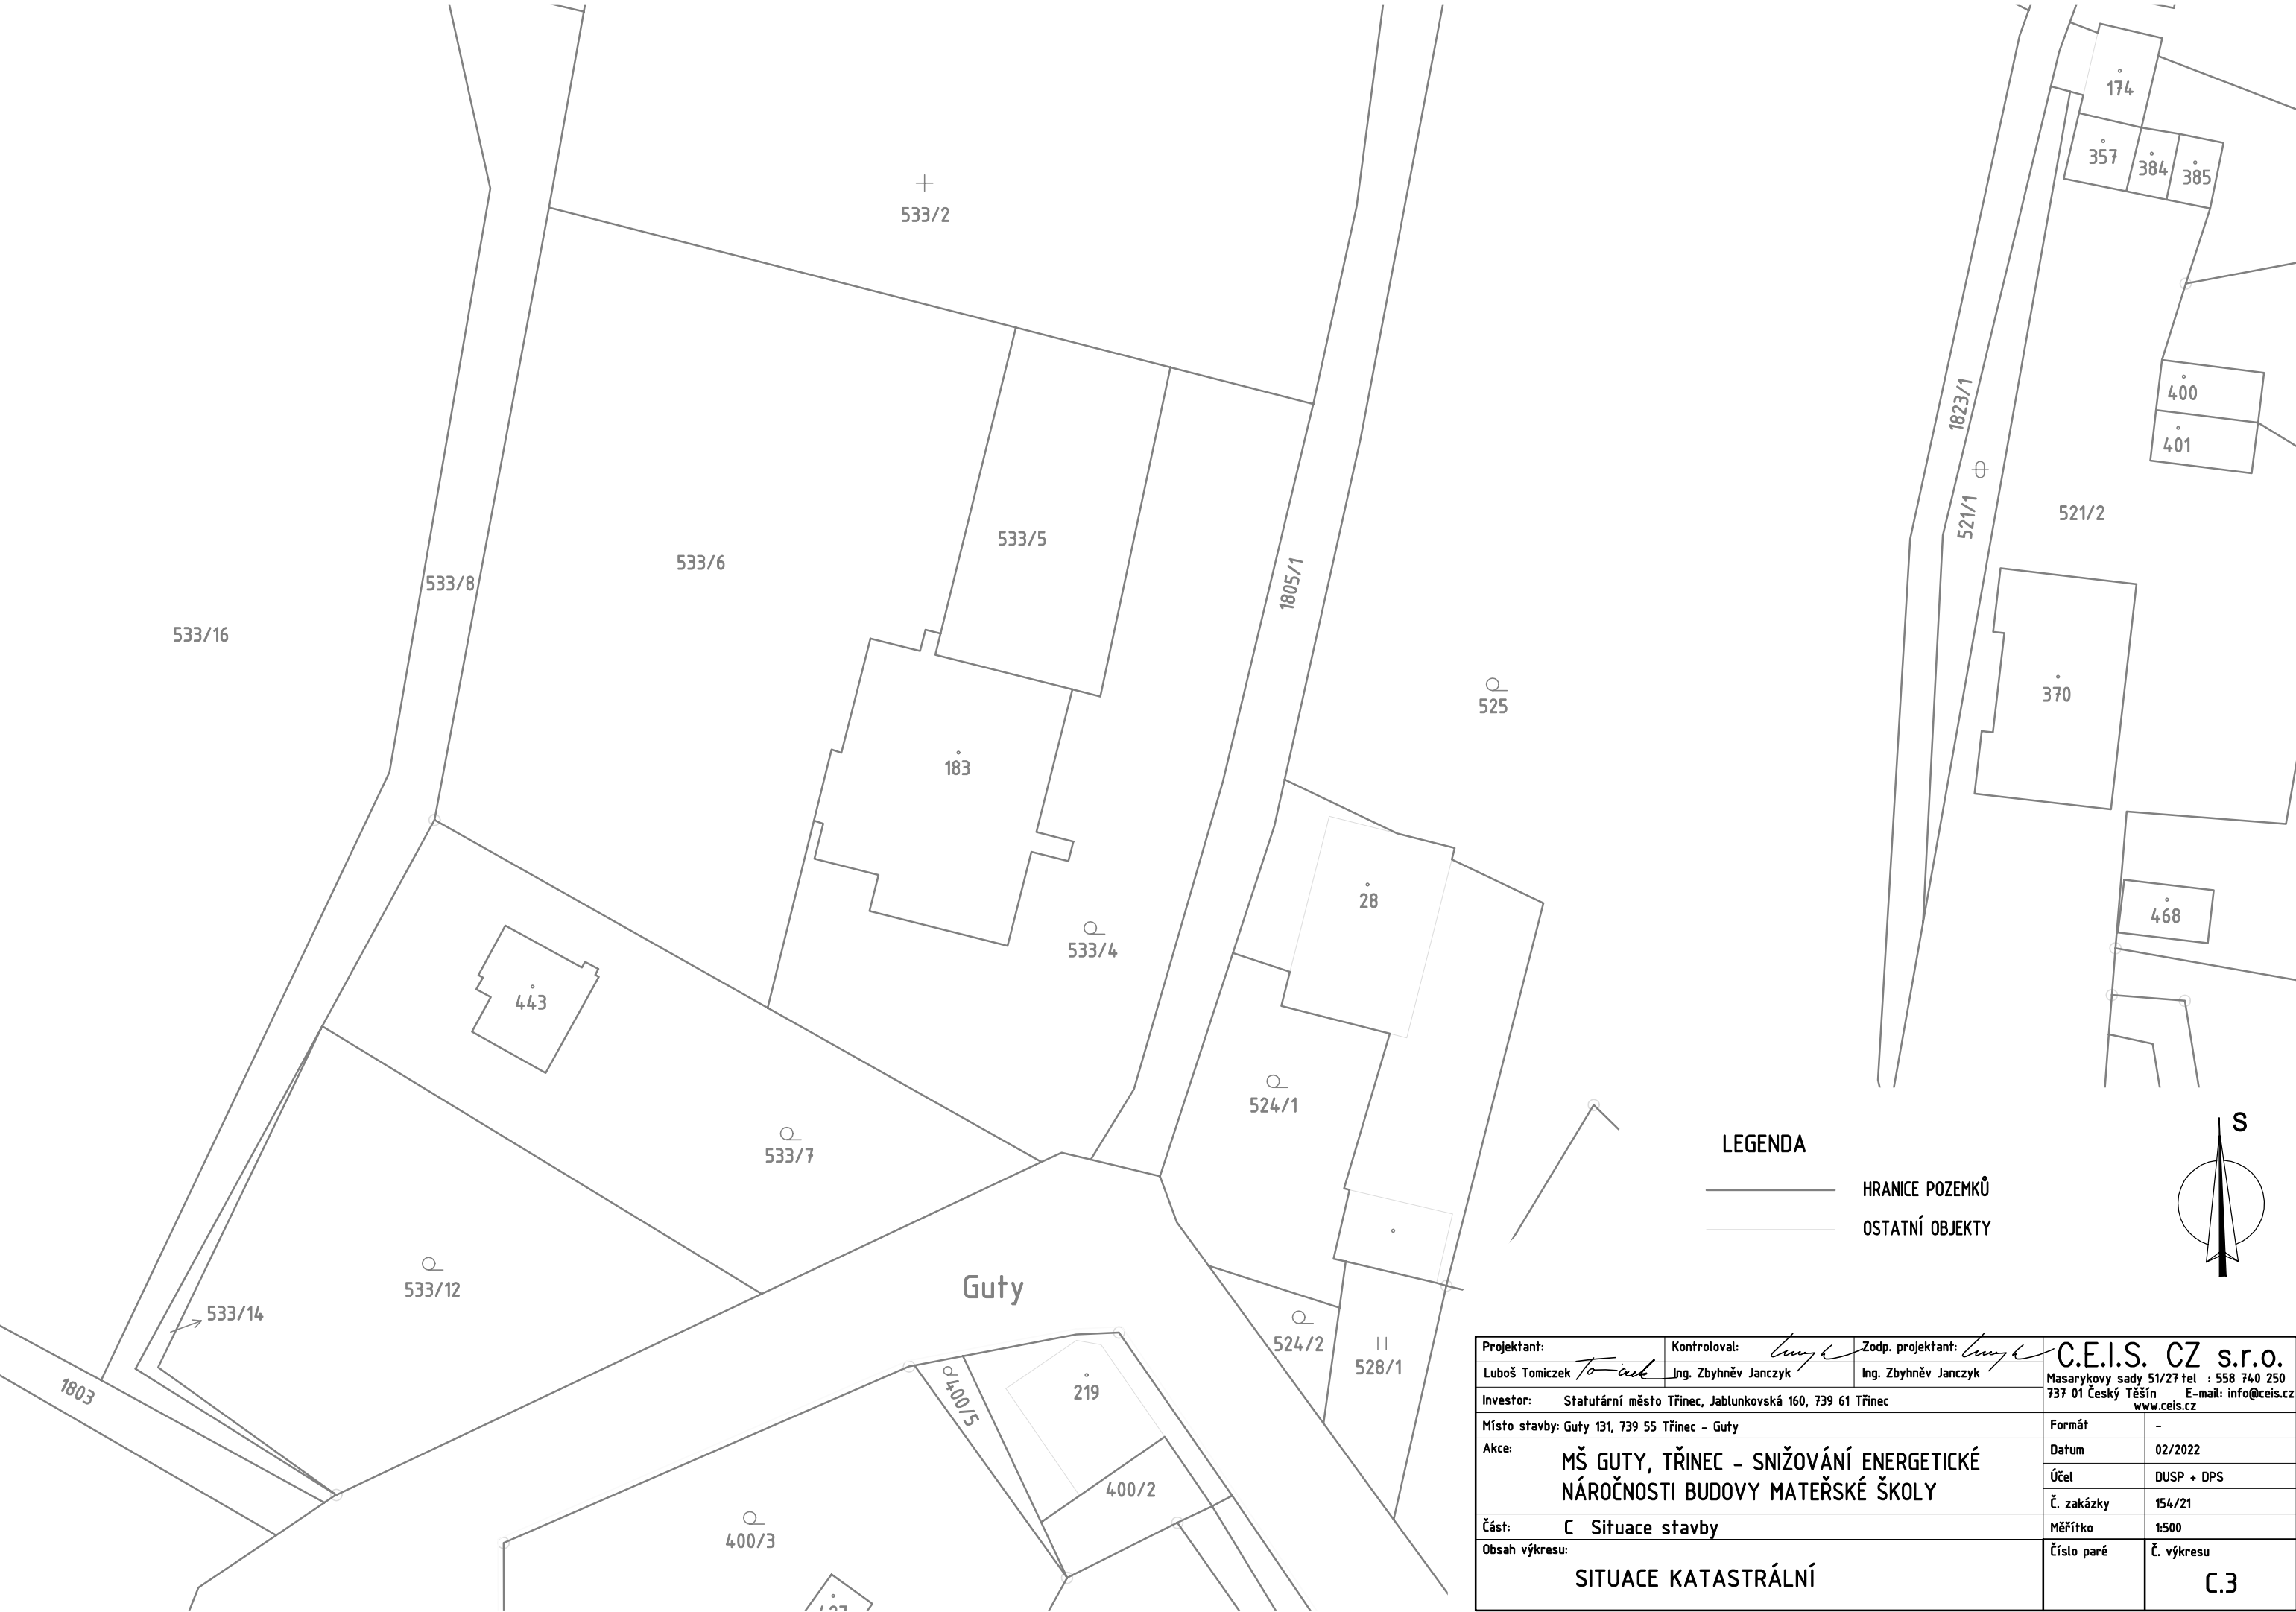 533/2
174
357
384
385
400
401
1823/1
521/1
521/2
533/5
533/6
533/8
1805/1
533/16
525
370
183
28
468
533/4
443
524/1
533/7
533/12
533/14
Guty
524/2
528/1
1803
400/5
219
400/2
400/3
S
LEGENDA
HRANICE POZEMKŮ
OSTATNÍ OBJEKTY
Projektant:
Kontroloval:
Zodp. projektant:
Luboš Tomiczek
Ing. Zbyhněv Janczyk
Ing. Zbyhněv Janczyk
C.E.I.S. CZ s.r.o.
Masarykovy sady 51/27 tel : 558 740 250
737 01 Český Těšín E-mail: info@ceis.cz
www.ceis.cz
Investor: Statutární město Třinec, Jablunkovská 160, 739 61 Třinec
Místo stavby: Guty 131, 739 55 Třinec - Guty
Akce:
MŠ GUTY, TŘINEC - SNIŽOVÁNÍ ENERGETICKÉ
NÁROČNOSTI BUDOVY MATEŘSKÉ ŠKOLY
Formát -
Datum 02/2022
Účel DUSP + DPS
Č. zakázky 154/21
Část: C Situace stavby
Měřítko 1:500
Obsah výkresu:
SITUACE KATASTRÁLNÍ
Číslo paré
Č. výkresu
C.3